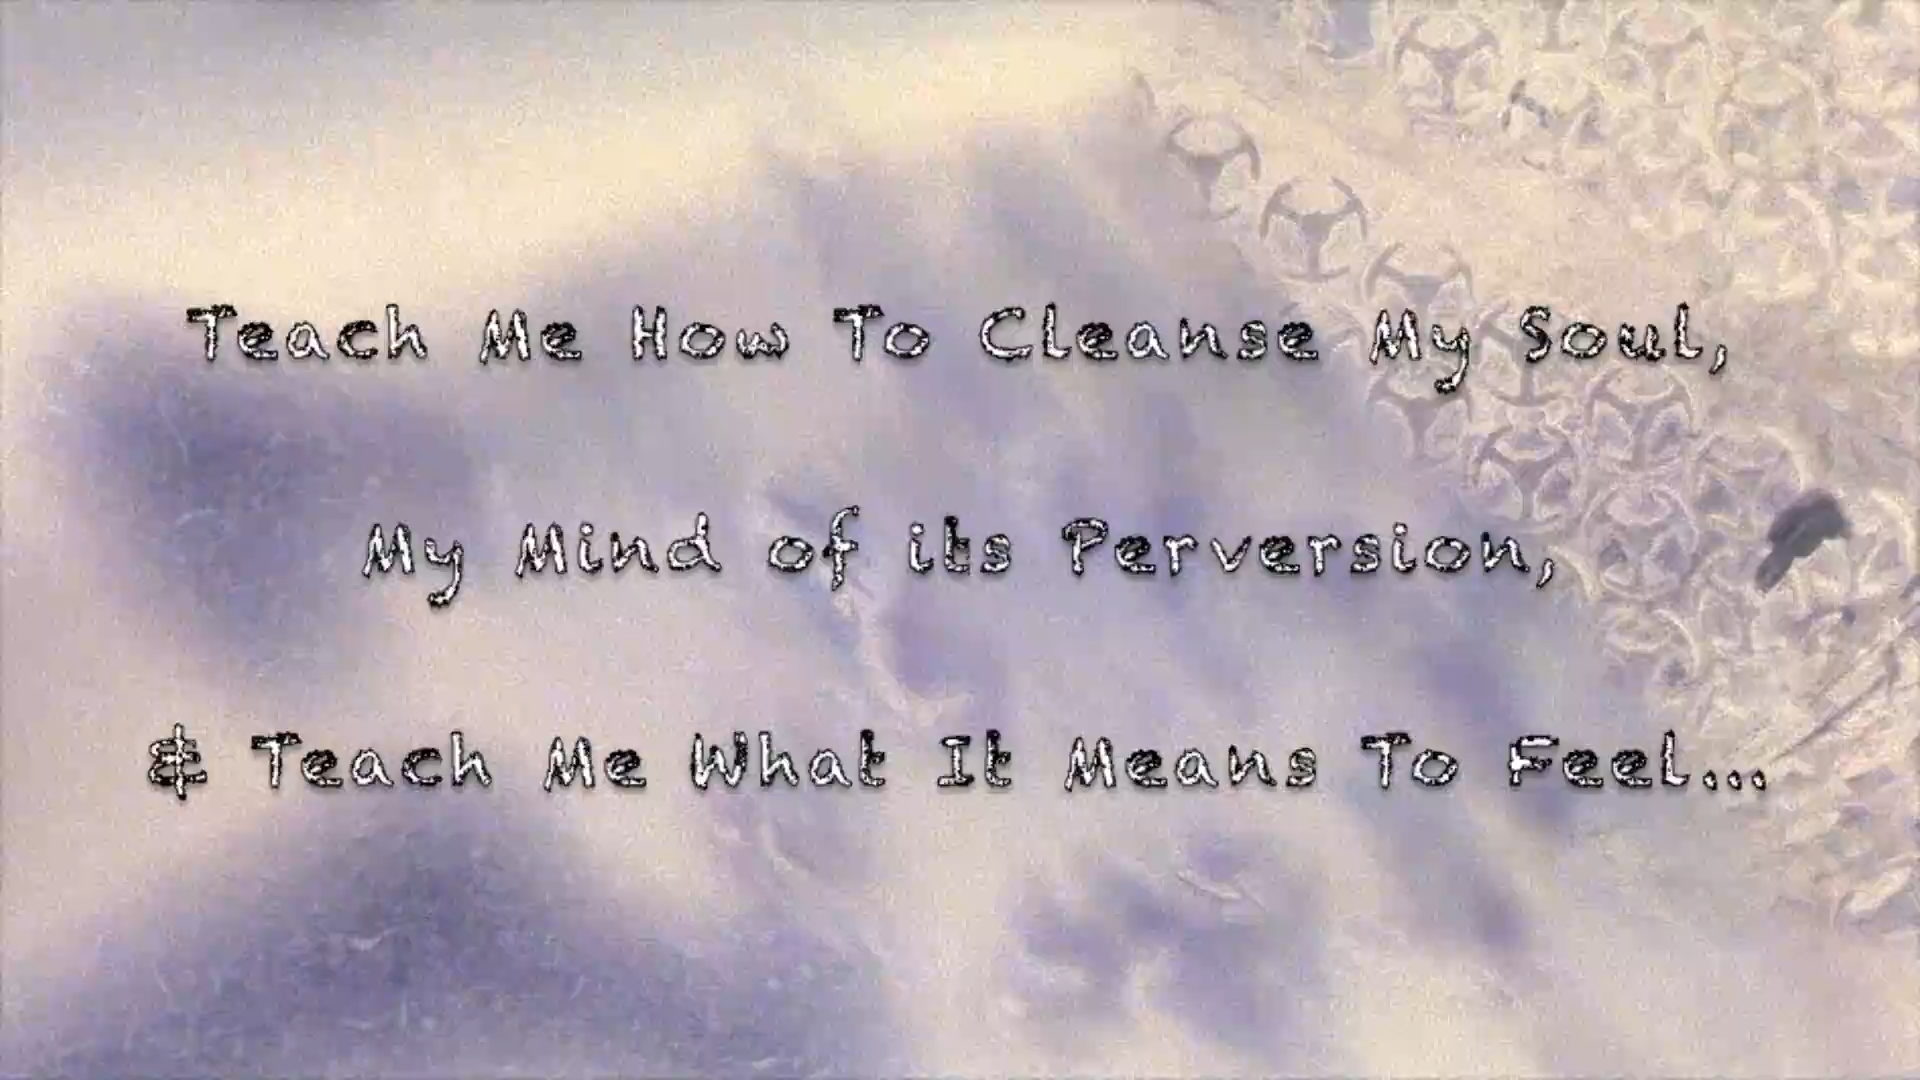 Teach Me How To Cleanse My Soul,
My Mind of its Perversion,
& Teach Me What It Means To Feel...